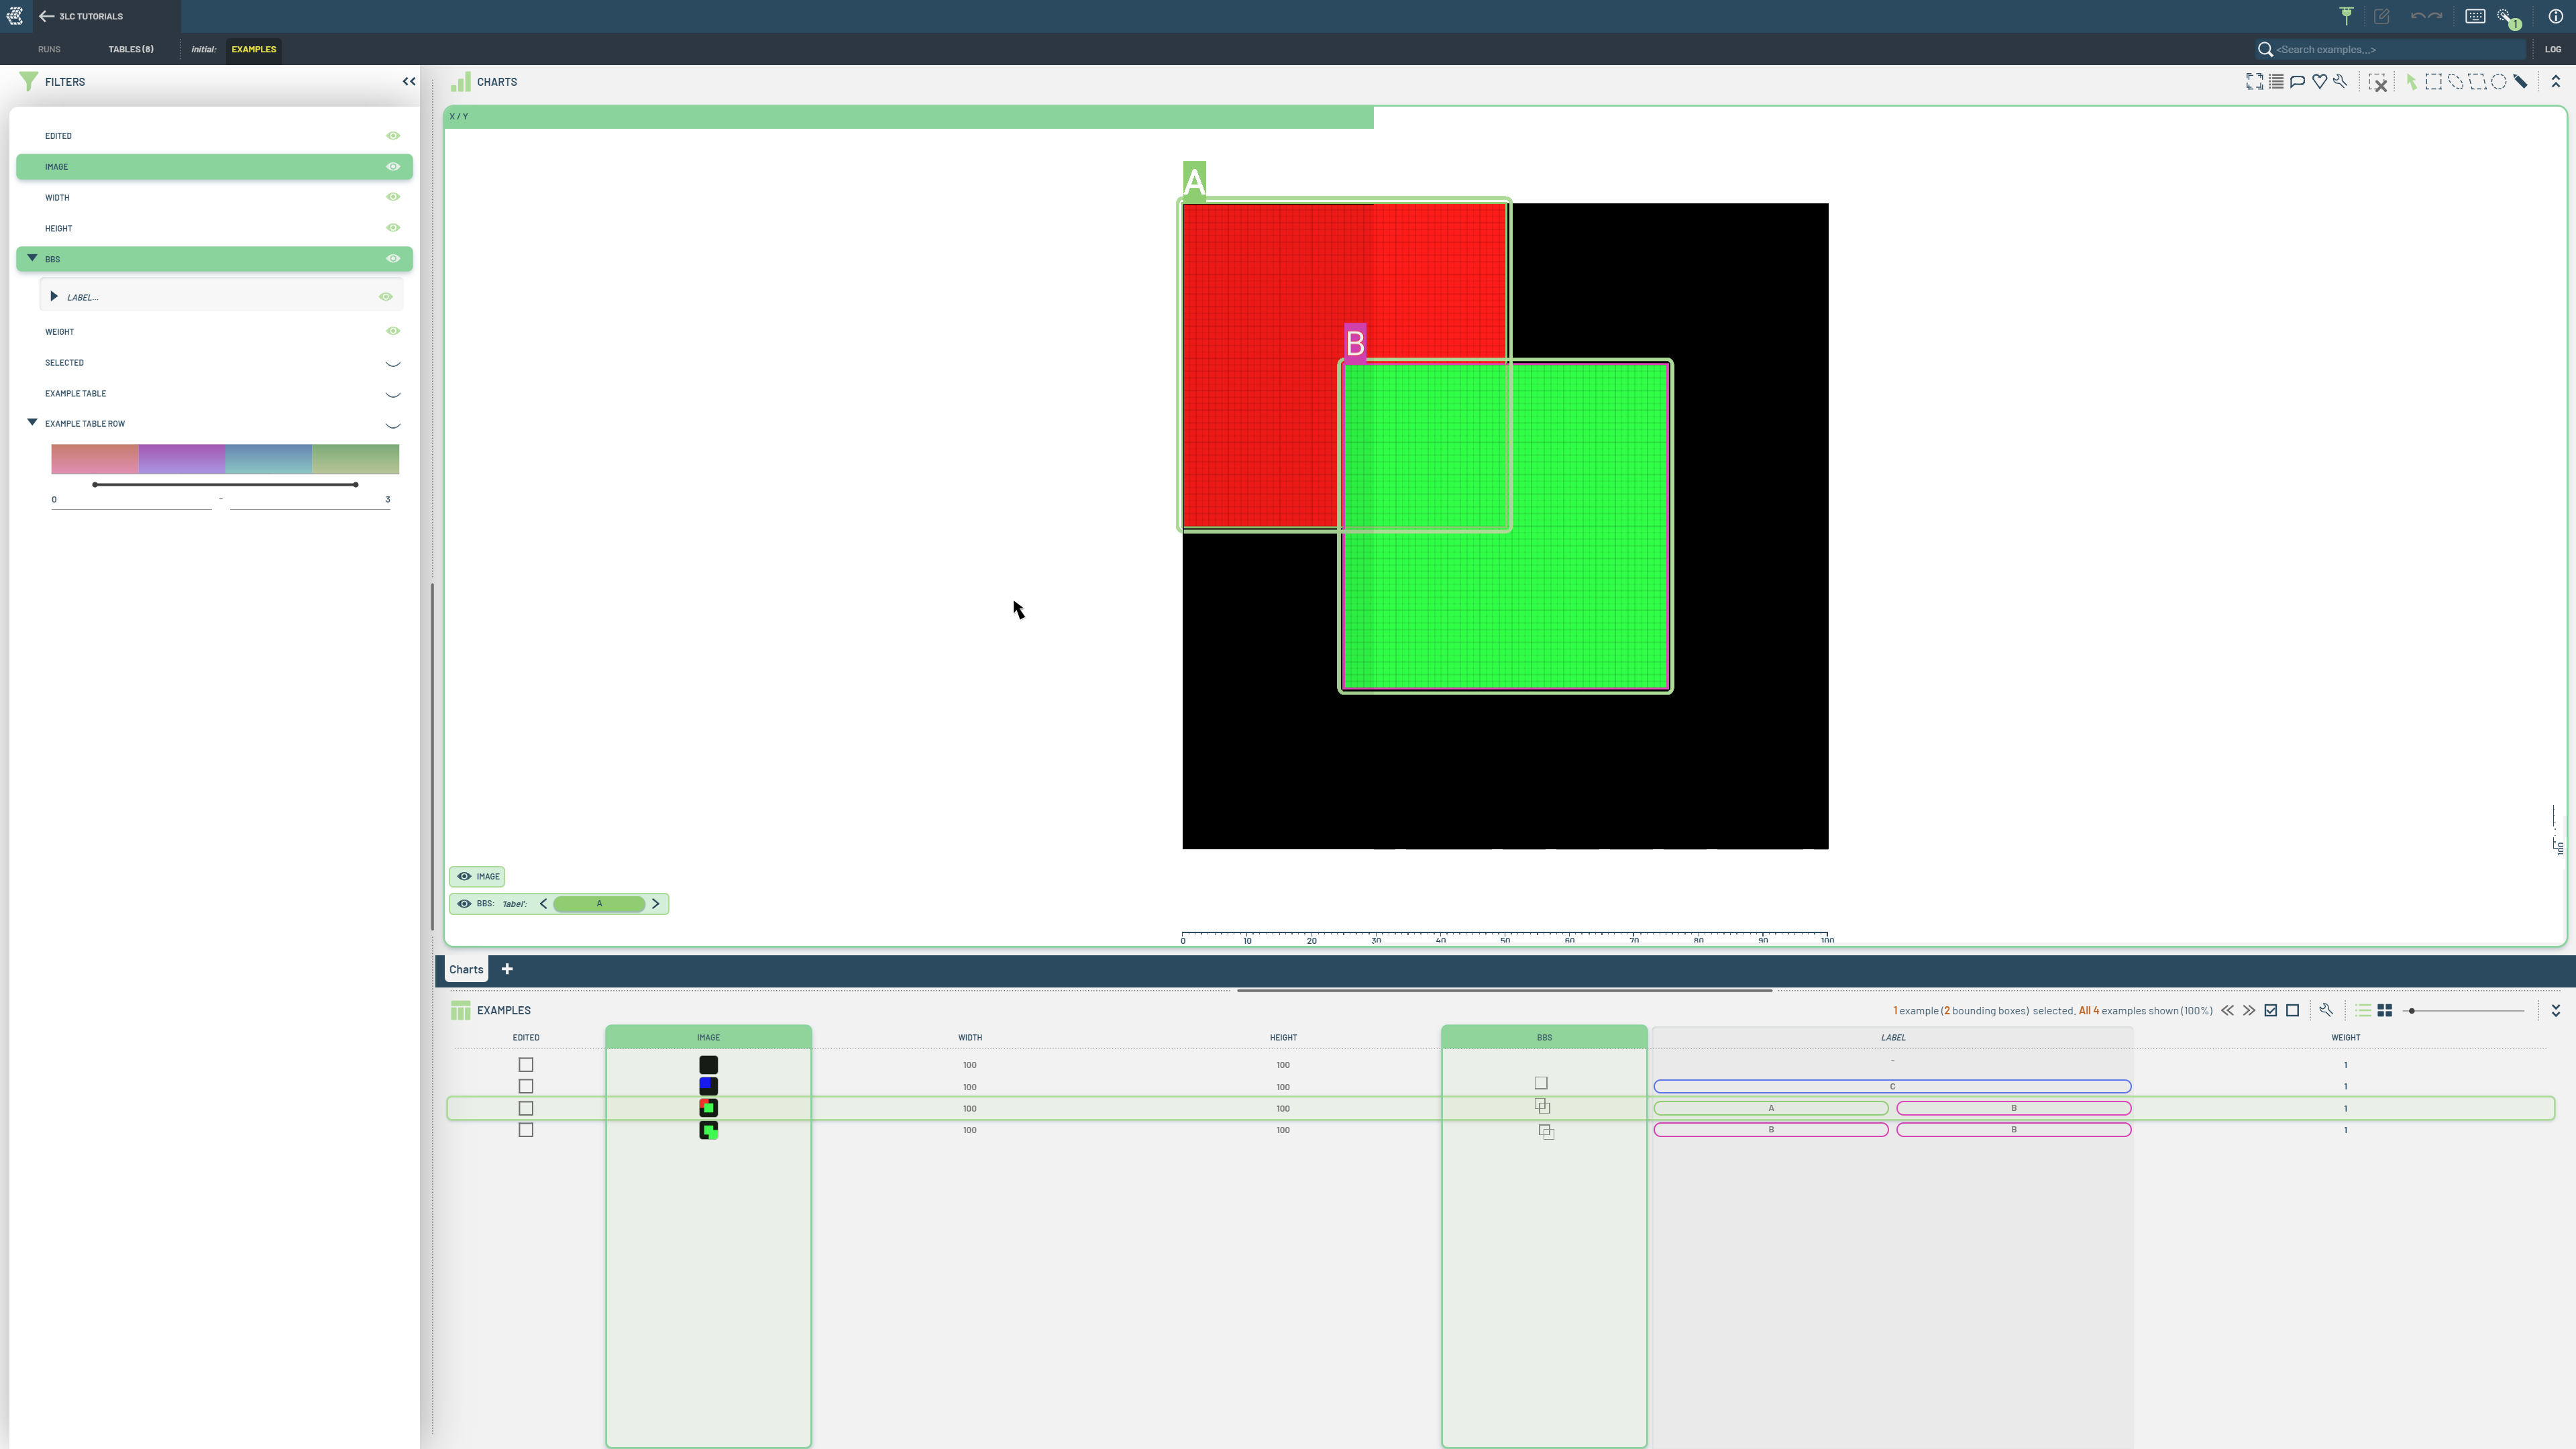 3LC TUTORIALS
1
RUNS TABLES (8) initial: EXAMPLES <Search examples...> LOG
FILTERS
CHARTS
EDITED
IMAGE
WIDTH
HEIGHT
BBS
LABEL...
WEIGHT
SELECTED
EXAMPLE TABLE
EXAMPLE TABLE ROW
0 - 3
X / Y
A
B
100
IMAGE
BBS: 'label': A
0 10 20 30 40 50 60 70 80 90 100
Charts
EXAMPLES
1 example (2 bounding boxes) selected. All 4 examples shown (100%)
EDITED IMAGE WIDTH HEIGHT BBS LABEL WEIGHT
100 100 - 1
100 100 C 1
100 100 A B 1
100 100 B B 1